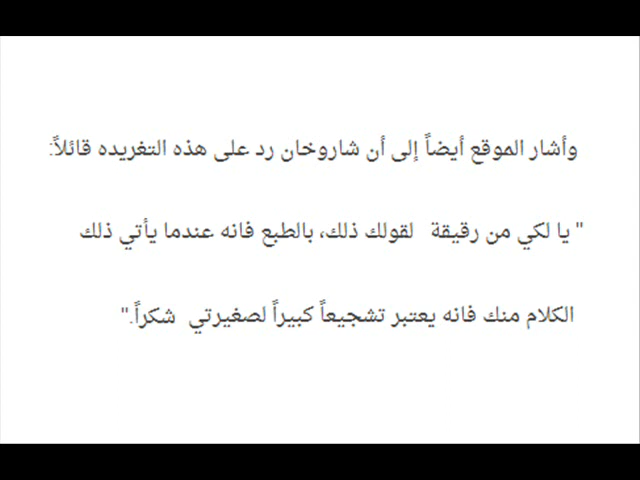 وأشار الموقع أيضاً إلى أن شاروخان رد على هذه التغريده قائلاً:
" يا لكي من رقيقة لقولك ذلك، بالطبع فانه عندما يأتي ذلك
الكلام منك فانه يعتبر تشجيعاً كبيراً لصغيرتي شكراً."